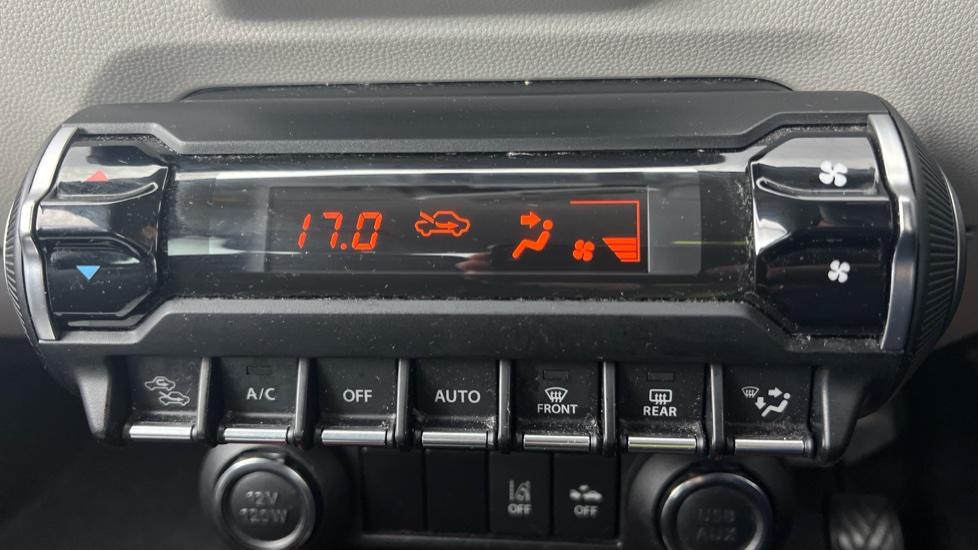 17.0
A/C OFF AUTO FRONT REAR
12V OFF OFF USB
120W AUX